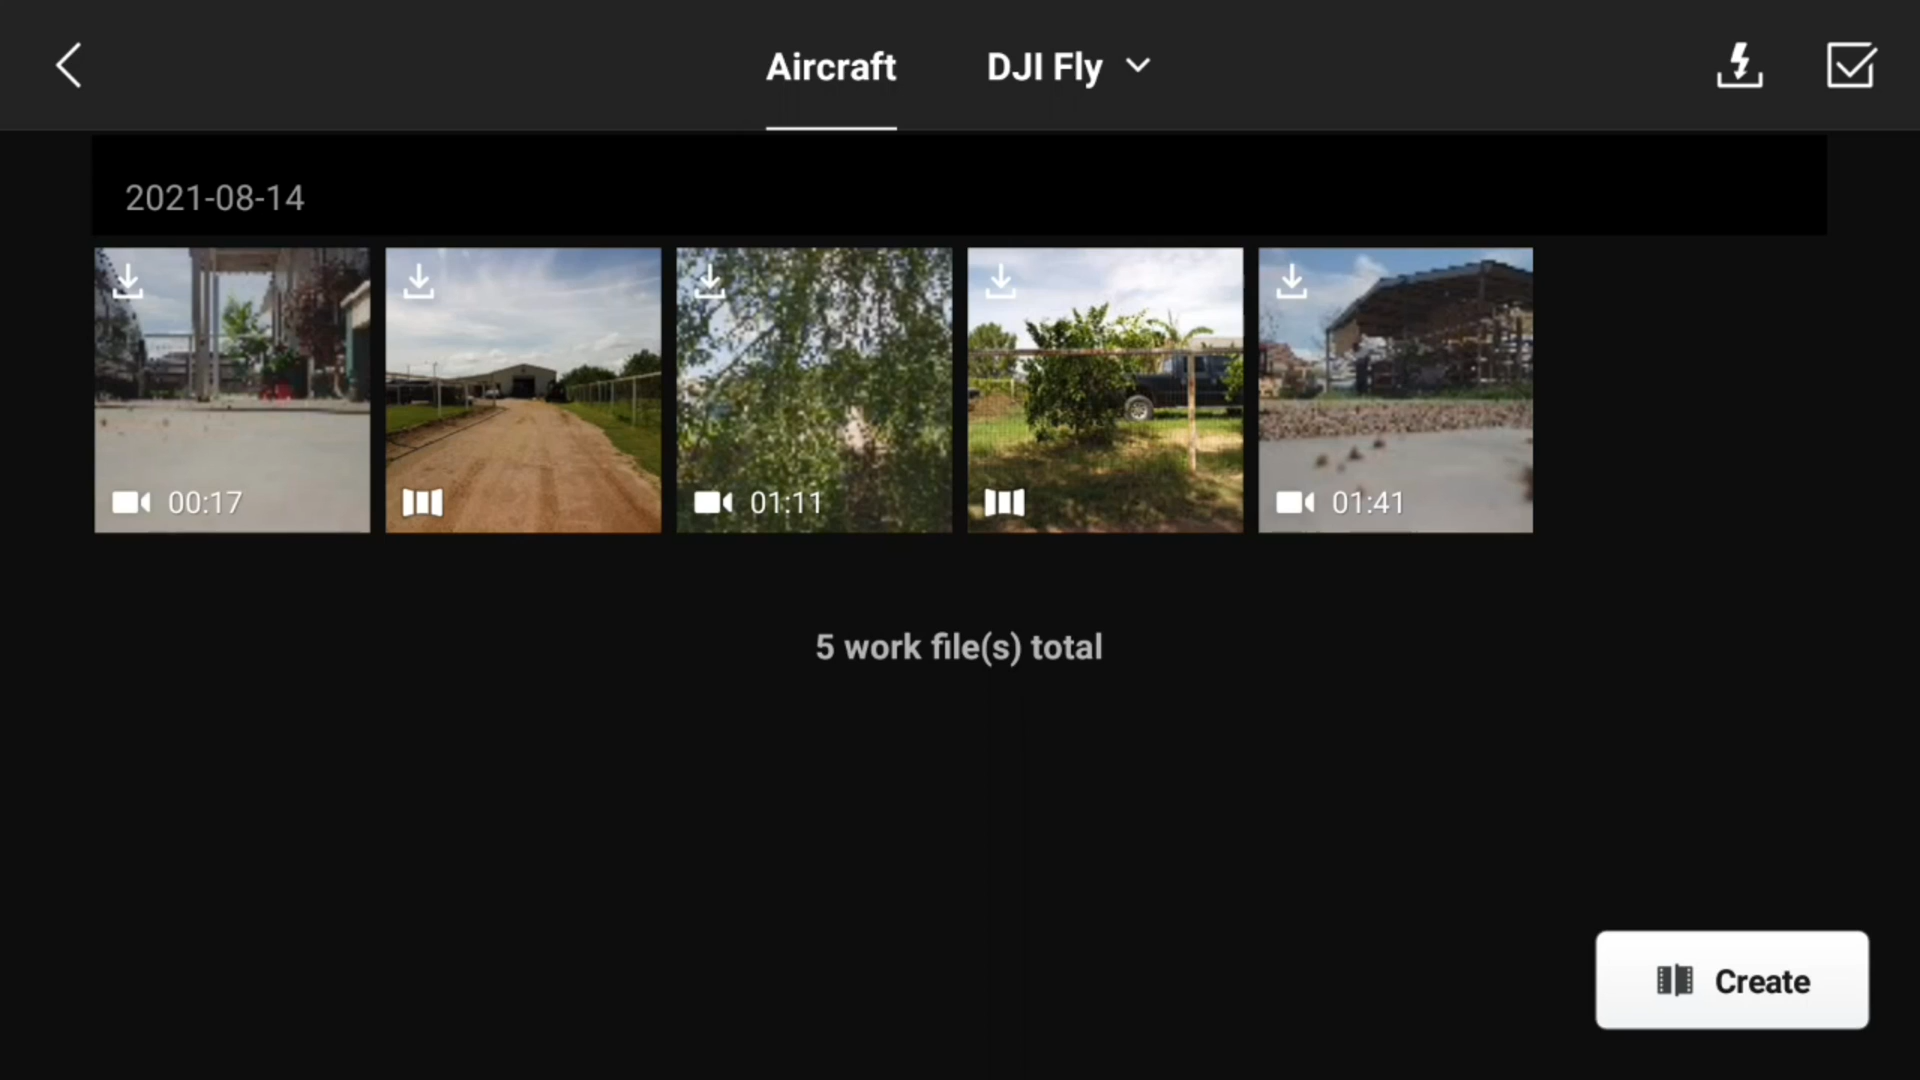 Aircraft DJI Fly
2021-08-14
00:17 01:11 01:41
5 work file(s) total
Create